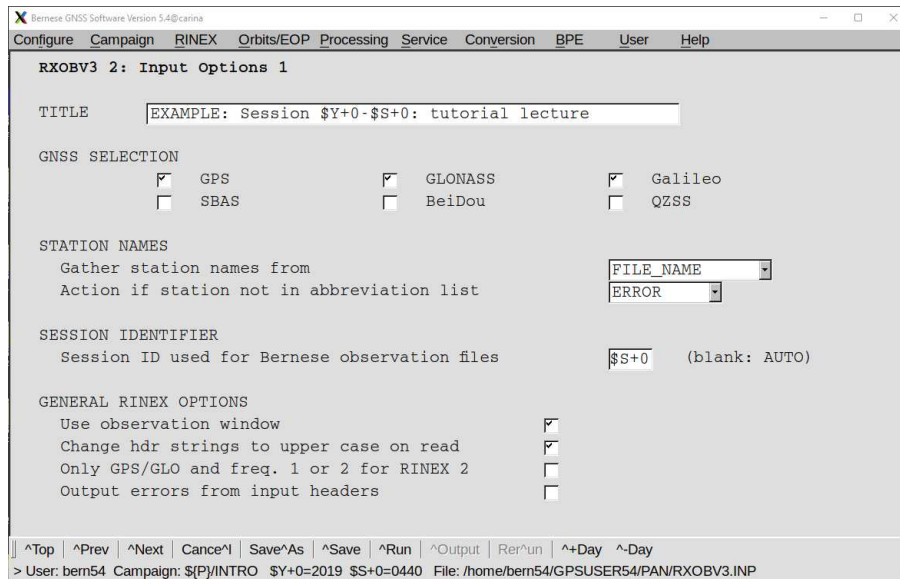 Bernese GNSS Software Version 5.4@carina
Configure Campaign RINEX Orbits/EOP Processing Service Conversion BPE User Help
RXOBV3 2: Input Options 1
TITLE EXAMPLE: Session $Y+0-$S+0: tutorial lecture
GNSS SELECTION
GPS GLONASS Galileo
SBAS BeiDou QZSS
STATION NAMES
Gather station names from FILE_NAME
Action if station not in abbreviation list ERROR
SESSION IDENTIFIER
Session ID used for Bernese observation files $S+0 (blank: AUTO)
GENERAL RINEX OPTIONS
Use observation window
Change hdr strings to upper case on read
Only GPS/GLO and freq. 1 or 2 for RINEX 2
Output errors from input headers
^Top | ^Prev | ^Next | Cance^l | Save^As | ^Save | ^Run | ^Output | Rer^un | ^+Day ^-Day
> User: bern54 Campaign: ${P}/INTRO $Y+0=2019 $S+0=0440 File: /home/bern54/GPSUSER54/PAN/RXOBV3.INP